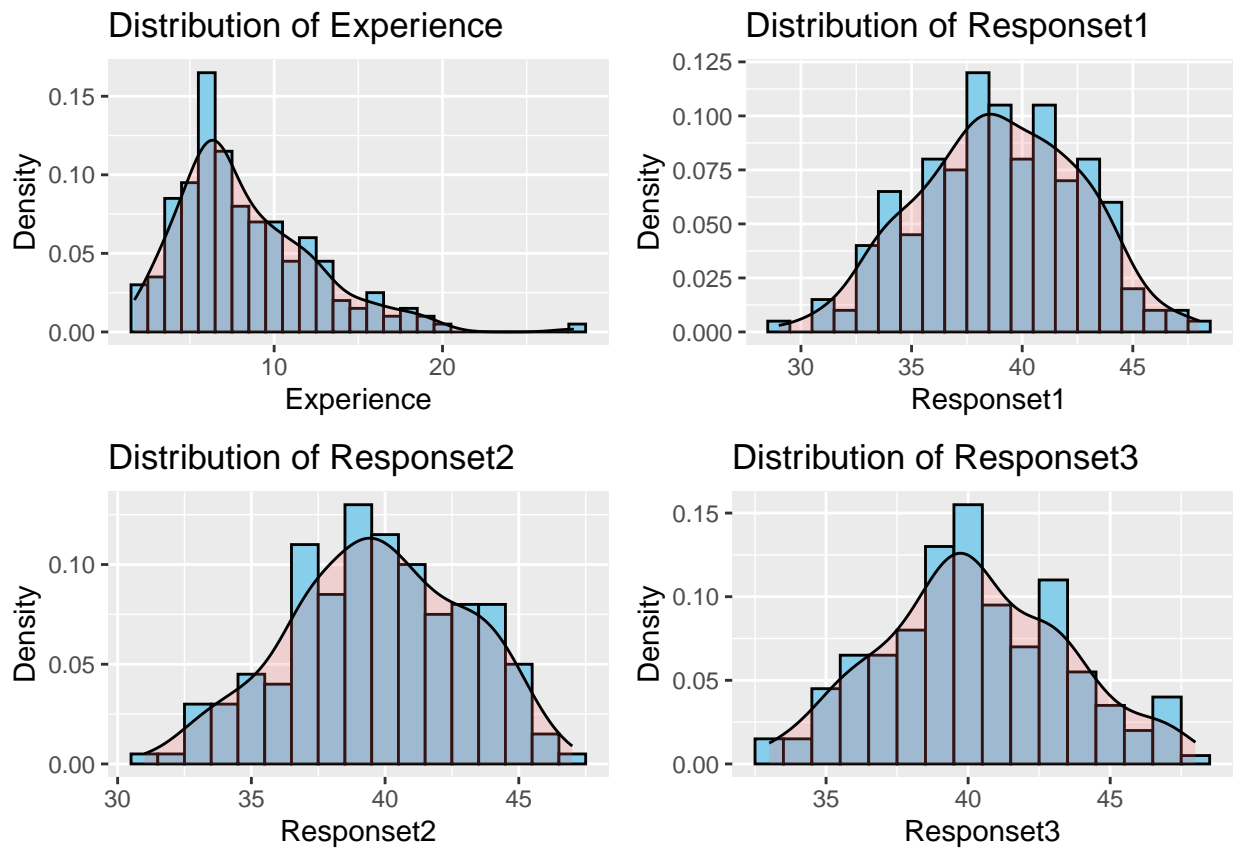 Distribution of Experience
0.15
0.10
0.05
0.00
Density
10 20
Experience
Distribution of Responset1
0.125
0.100
0.075
0.050
0.025
0.000
Density
30 35 40 45
Responset1
Distribution of Responset2
0.10
0.05
0.00
Density
30 35 40 45
Responset2
Distribution of Responset3
0.15
0.10
0.05
0.00
Density
35 40 45
Responset3